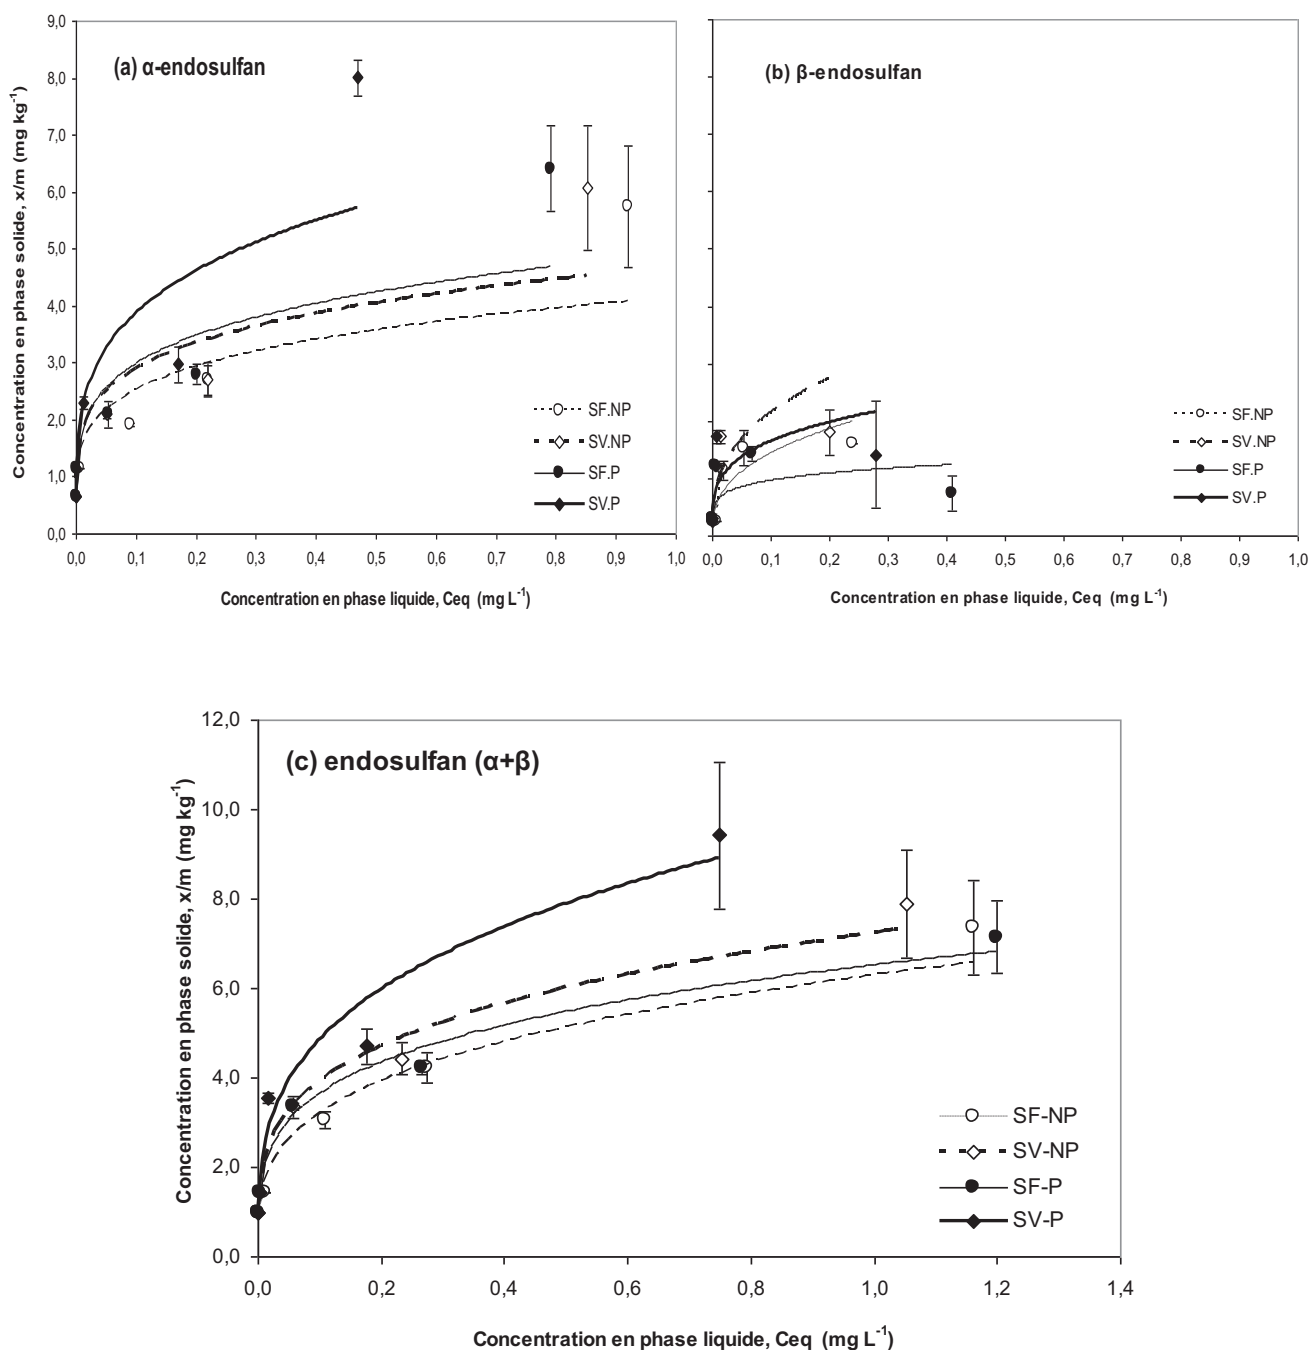 (a) α-endosulfan
Concentration en phase solide, x/m (mg kg-1)
9,0
8,0
7,0
6,0
5,0
4,0
3,0
2,0
1,0
0,0
0,0 0,1 0,2 0,3 0,4 0,5 0,6 0,7 0,8 0,9 1,0
SF.NP
SV.NP
SF.P
SV.P
Concentration en phase liquide, Ceq (mg L-1)
(b) β-endosulfan
0,0 0,1 0,2 0,3 0,4 0,5 0,6 0,7 0,8 0,9 1,0
SF.NP
SV.NP
SF.P
SV.P
Concentration en phase liquide, Ceq (mg L-1)
(c) endosulfan (α+β)
Concentration en phase solide, x/m (mg kg-1)
12,0
10,0
8,0
6,0
4,0
2,0
0,0
0,0 0,2 0,4 0,6 0,8 1,0 1,2 1,4
SF-NP
SV-NP
SF-P
SV-P
Concentration en phase liquide, Ceq (mg L-1)